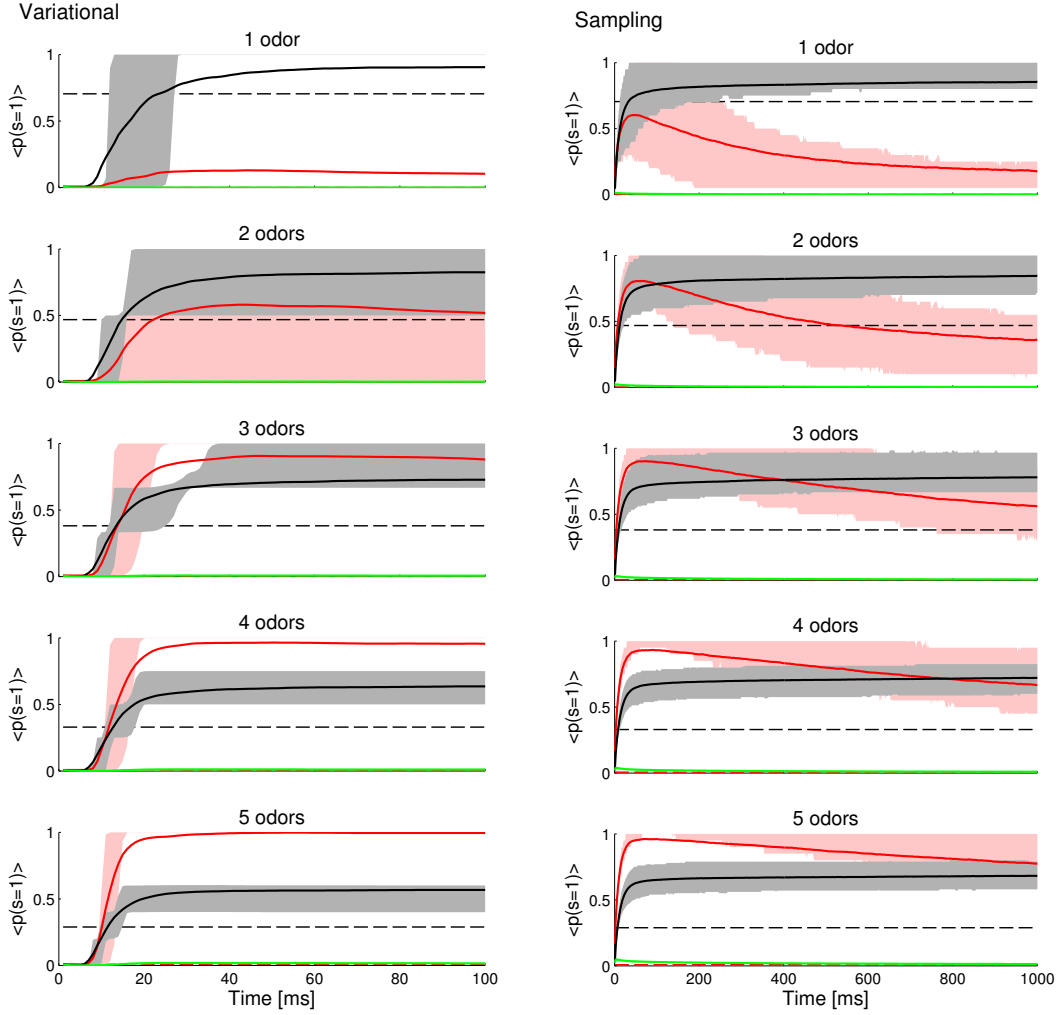 Variational
1 odor
1
0.5
0
<p(s=1)>
2 odors
1
0.5
0
<p(s=1)>
3 odors
1
0.5
0
<p(s=1)>
4 odors
1
0.5
0
<p(s=1)>
5 odors
1
0.5
0
<p(s=1)>
0 20 40 60 80 100
Time [ms]
Sampling
1 odor
1
0.5
0
<p(s=1)>
2 odors
1
0.5
0
<p(s=1)>
3 odors
1
0.5
0
<p(s=1)>
4 odors
1
0.5
0
<p(s=1)>
5 odors
1
0.5
0
<p(s=1)>
0 200 400 600 800 1000
Time [ms]